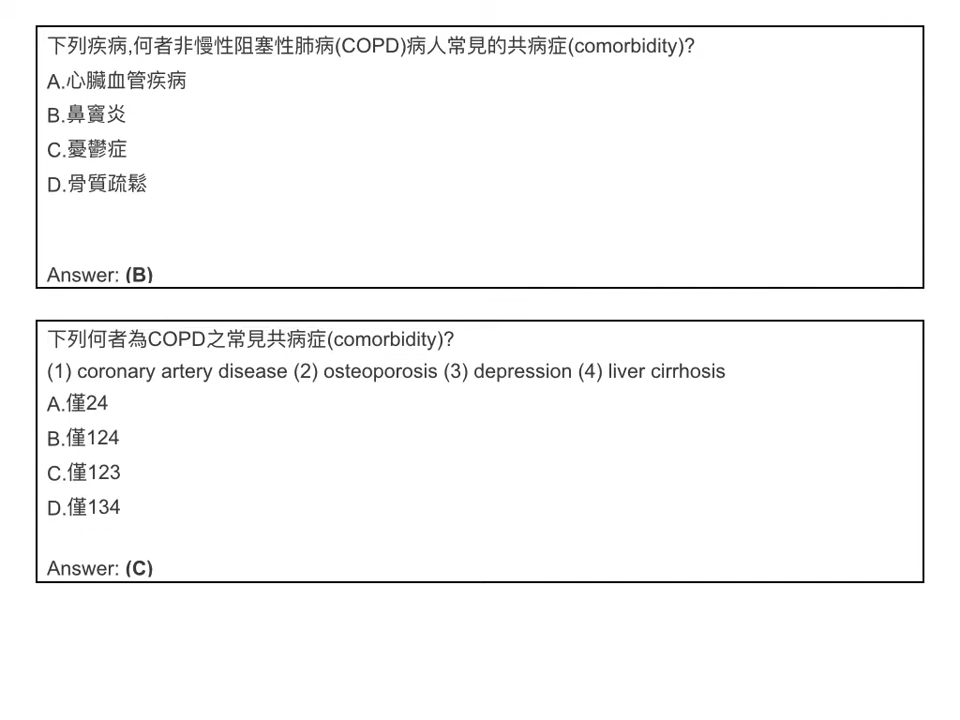 下列疾病,何者非慢性阻塞性肺病(COPD)病人常見的共病症(comorbidity)?
A.心臟血管疾病
B.鼻竇炎
C.憂鬱症
D.骨質疏鬆
Answer: (B)
下列何者為COPD之常見共病症(comorbidity)?
(1) coronary artery disease (2) osteoporosis (3) depression (4) liver cirrhosis
A.僅24
B.僅124
C.僅123
D.僅134
Answer: (C)